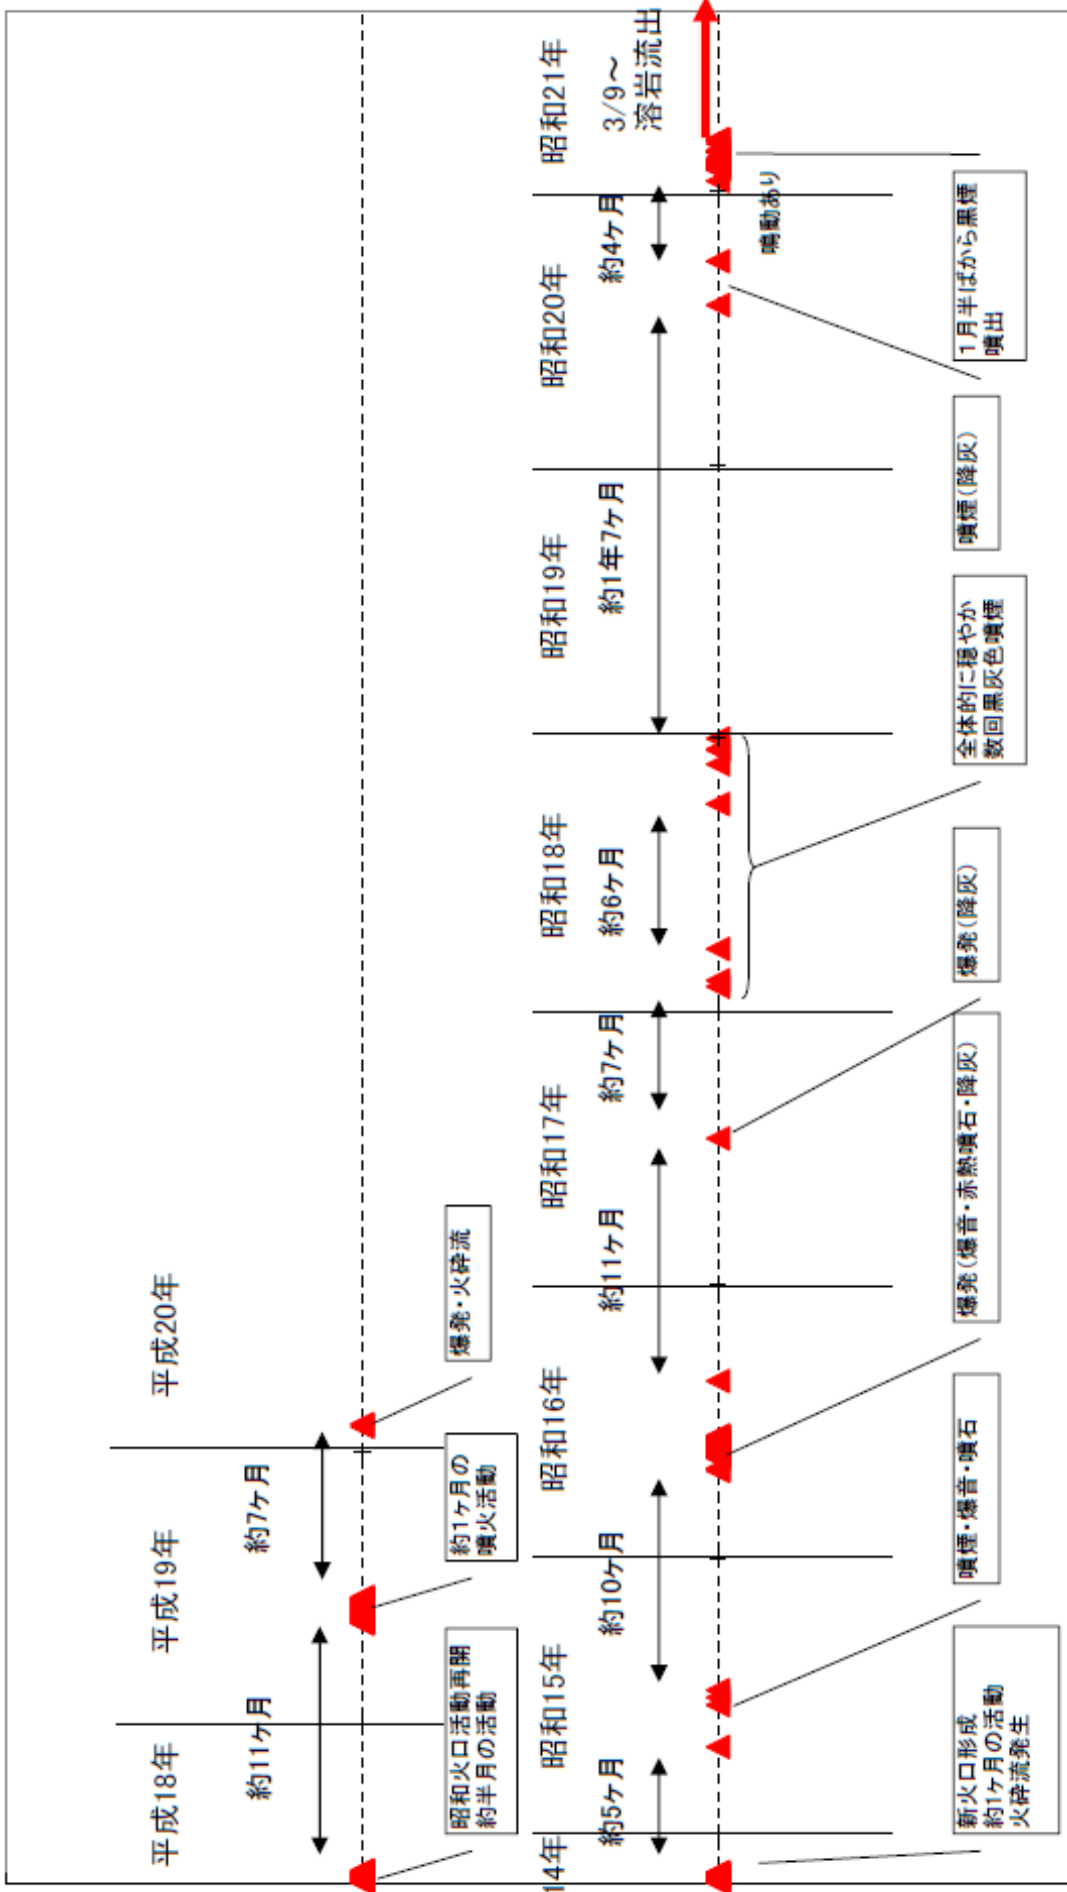 平成18年
平成19年
平成20年
約11ヶ月
約7ヶ月
昭和火口活動再開
約半月の活動
約1ヶ月の
噴火活動
爆発・火砕流
14年
昭和15年
昭和16年
昭和17年
昭和18年
昭和19年
昭和20年
昭和21年
約5ヶ月
約10ヶ月
約11ヶ月
約7ヶ月
約6ヶ月
約1年7ヶ月
約4ヶ月
3/9～
溶岩流出
鳴動あり
新火口形成
約1ヶ月の活動
火砕流発生
噴煙・爆音・噴石
爆発(爆音・赤熱噴石・降灰)
爆発(降灰)
全体的に穏やか
数回黒灰色噴煙
噴煙(降灰)
1月半ばから黒煙
噴出